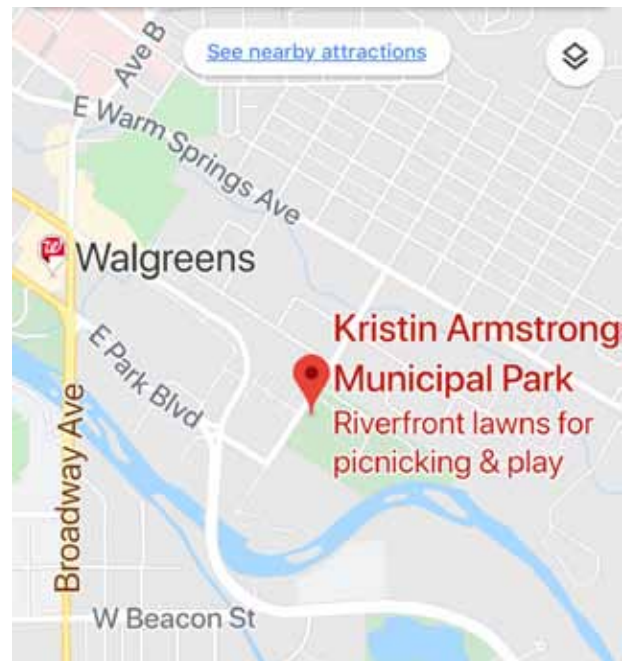 See nearby attractions
Ave B
E Warm Springs Ave
Walgreens
Kristin Armstrong
Municipal Park
Riverfront lawns for
picnicking & play
E Park Blvd
Broadway Ave
W Beacon St